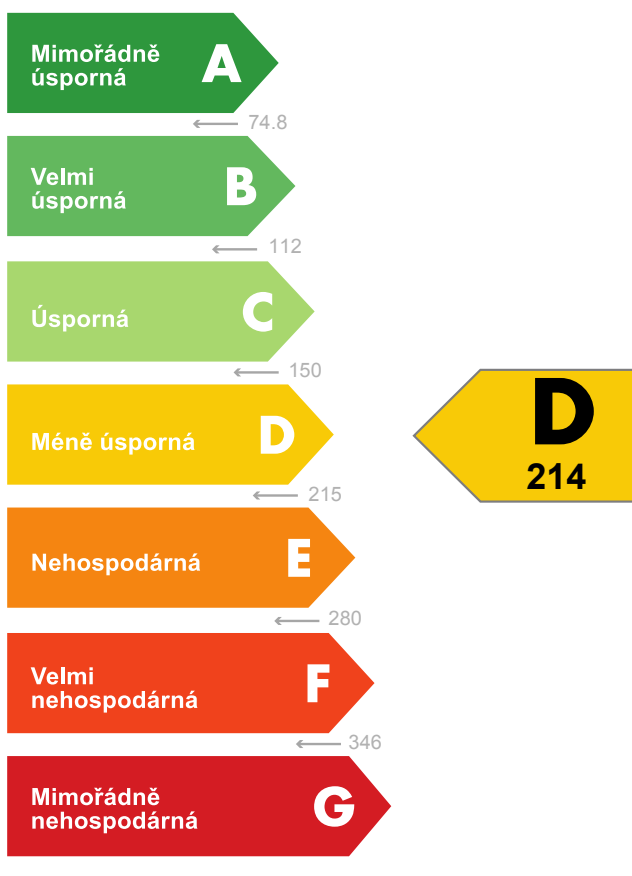 Mimořádně
úsporná
A
74.8
Velmi
úsporná
B
112
Úsporná
C
150
Méně úsporná
D
D
214
215
Nehospodárná
E
280
Velmi
nehospodárná
F
346
Mimořádně
nehospodárná
G